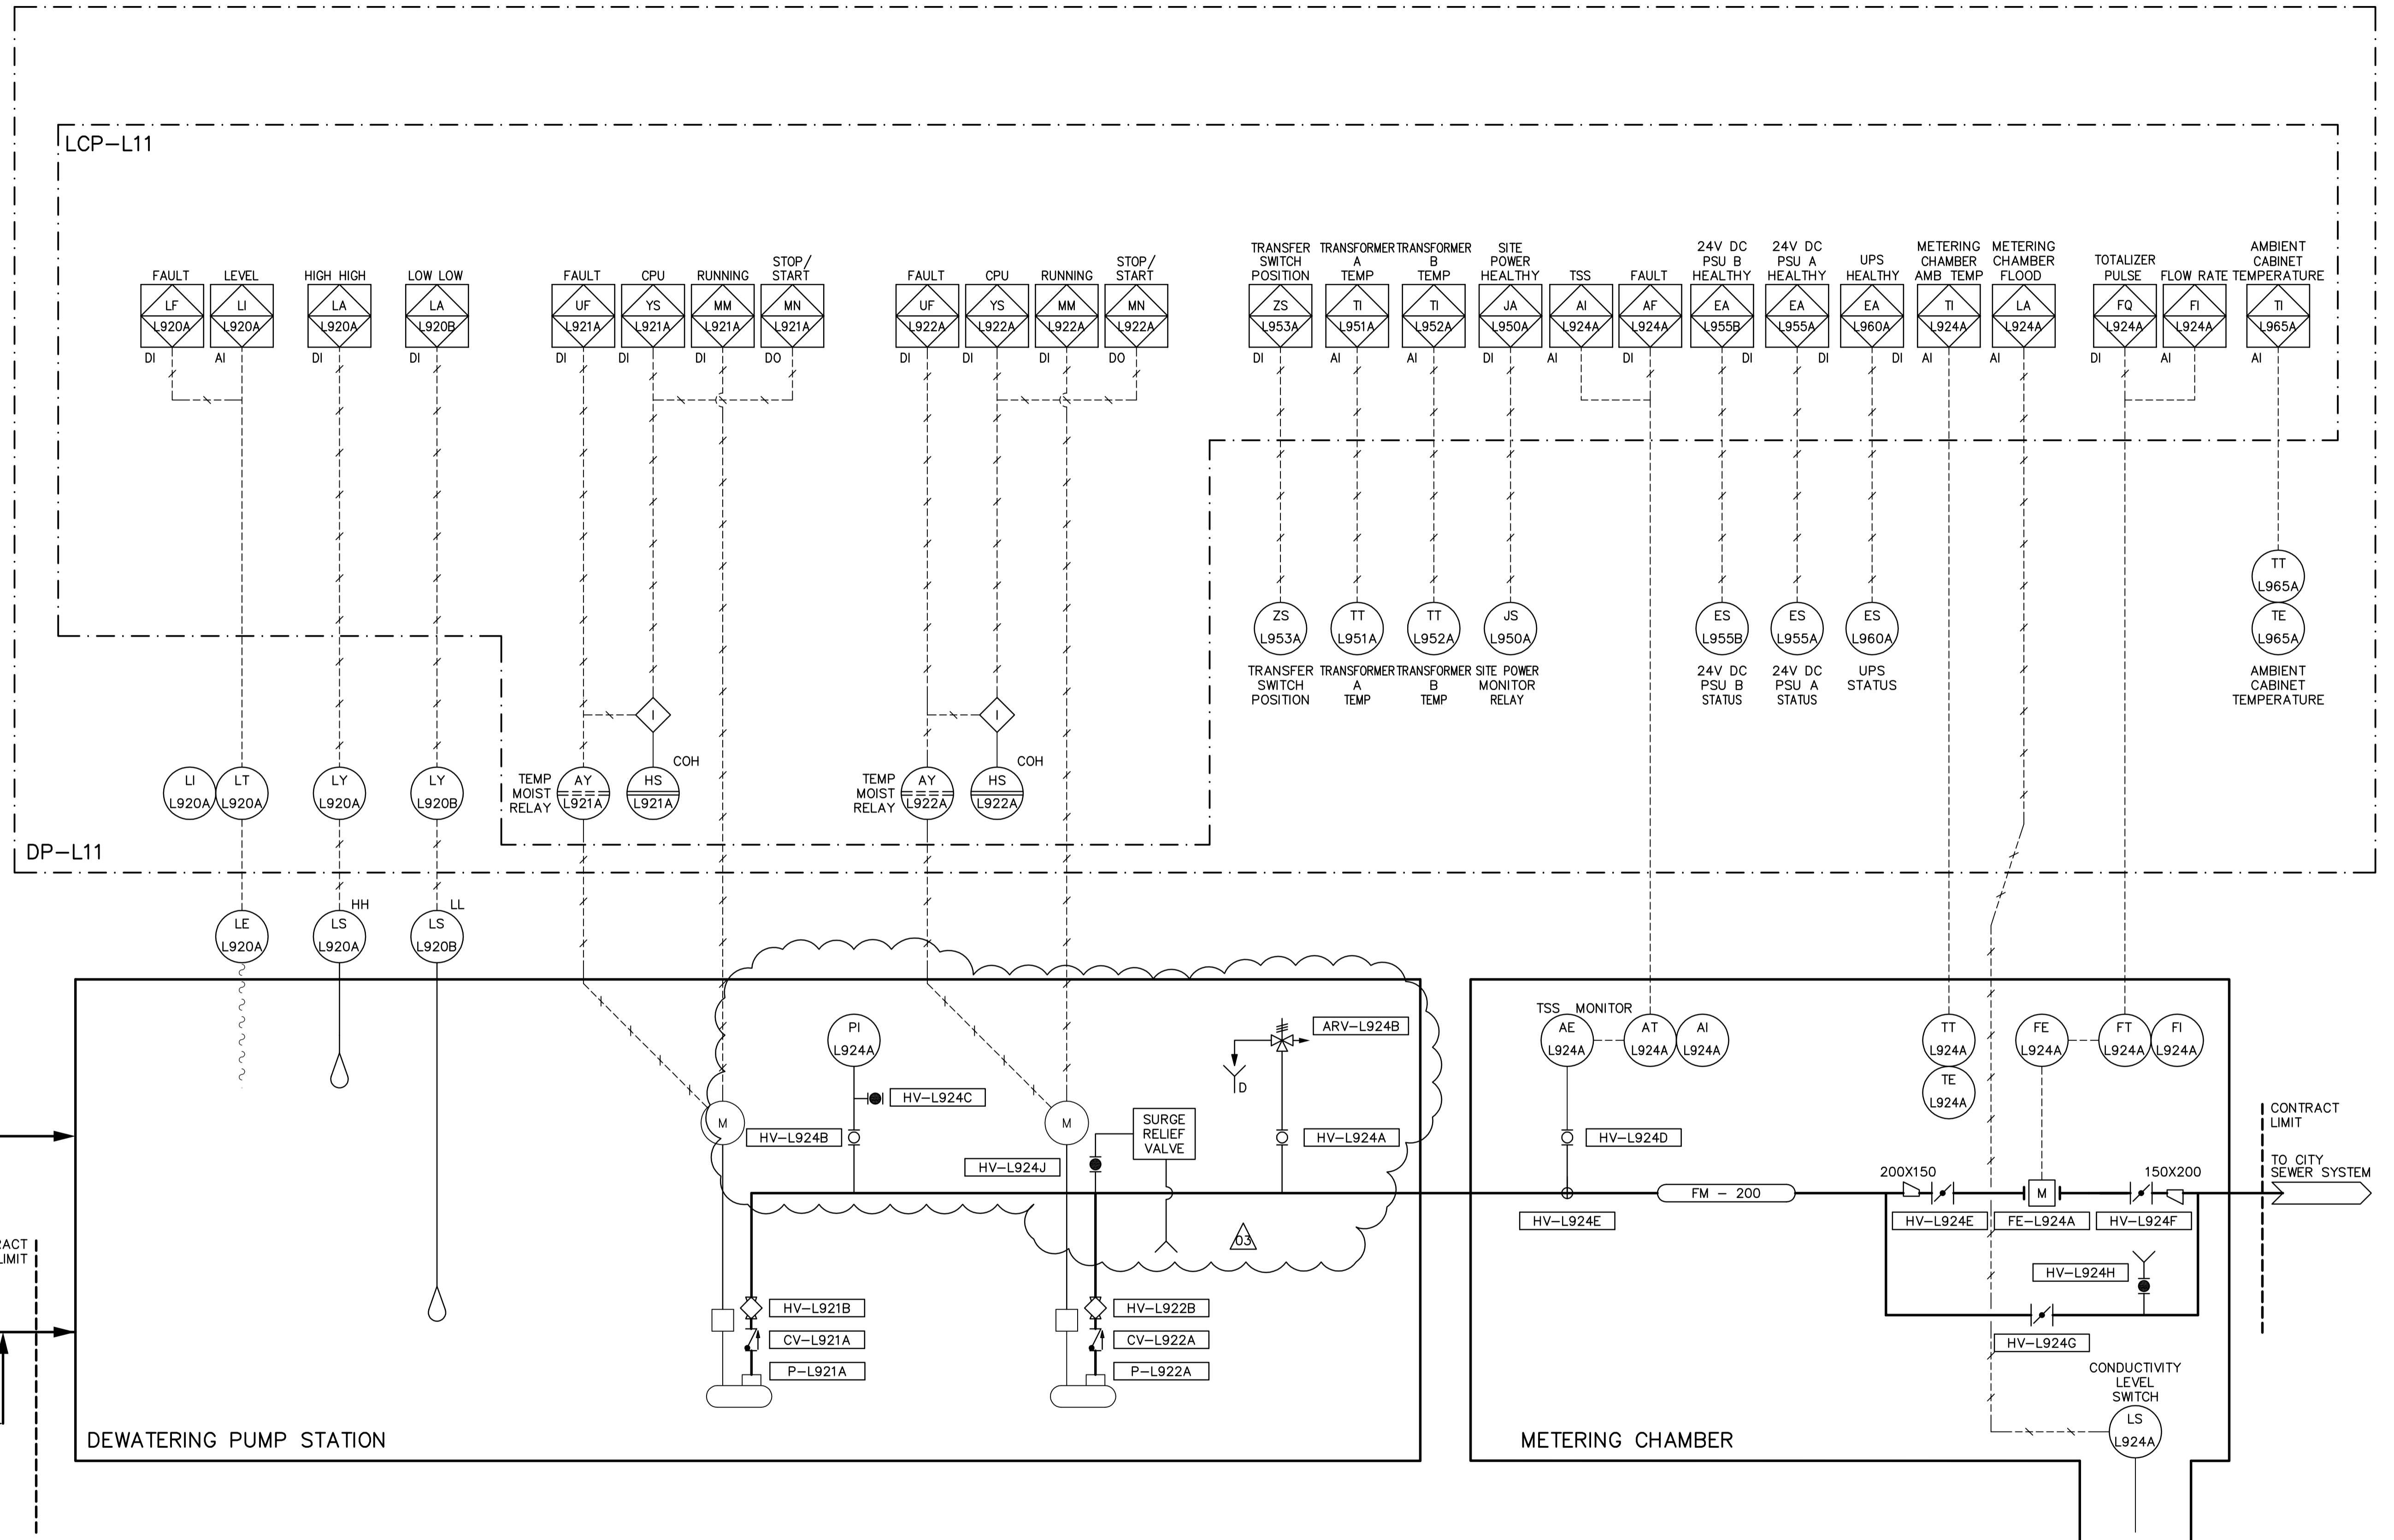 LCP-L11
FAULT
LF
L920A
DI
LEVEL
LI
L920A
AI
HIGH HIGH
LA
L920A
DI
LOW LOW
LA
L920B
DI
FAULT
UF
L921A
DI
CPU
YS
L921A
DI
RUNNING
MM
L921A
DI
STOP/
START
MN
L921A
DO
FAULT
UF
L922A
DI
CPU
YS
L922A
DI
RUNNING
MM
L922A
DI
STOP/
START
MN
L922A
DO
TRANSFER
SWITCH
POSITION
ZS
L953A
DI
TRANSFORMER
A
TEMP
TI
L951A
AI
TRANSFORMER
B
TEMP
TI
L952A
AI
SITE
POWER
HEALTHY
JA
L950A
DI
TSS
AI
L924A
AI
FAULT
AF
L924A
DI
24V DC
PSU B
HEALTHY
EA
L955B
DI
24V DC
PSU A
HEALTHY
EA
L955A
DI
UPS
HEALTHY
EA
L960A
DI
METERING
CHAMBER
AMB TEMP
TI
L924A
AI
METERING
CHAMBER
FLOOD
LA
L924A
AI
TOTALIZER
PULSE
FQ
L924A
DI
FLOW RATE
FI
L924A
AI
AMBIENT
CABINET
TEMPERATURE
TI
L965A
AI
TT
L965A
TE
L965A
AMBIENT
CABINET
TEMPERATURE
ZS
L953A
TRANSFER
SWITCH
POSITION
TT
L951A
TRANSFORMER
A
TEMP
TT
L952A
TRANSFORMER
B
TEMP
JS
L950A
SITE POWER
MONITOR
RELAY
ES
L955B
24V DC
PSU B
STATUS
ES
L955A
24V DC
PSU A
STATUS
ES
L960A
UPS
STATUS
I
I
LI
L920A
LT
L920A
LY
L920A
LY
L920B
TEMP
MOIST
RELAY
AY
L921A
COH
HS
L921A
TEMP
MOIST
RELAY
AY
L922A
COH
HS
L922A
DP-L11
LE
L920A
HH
LS
L920A
LL
LS
L920B
PI
L924A
ARV-L924B
D
HV-L924C
M
HV-L924B
M
SURGE
RELIEF
VALVE
HV-L924A
HV-L924J
03
HV-L921B
CV-L921A
P-L921A
HV-L922B
CV-L922A
P-L922A
DEWATERING PUMP STATION
TSS MONITOR
AE
L924A
AT
L924A
AI
L924A
TT
L924A
TE
L924A
FE
L924A
FT
L924A
FI
L924A
HV-L924D
HV-L924E
FM - 200
200X150
150X200
M
HV-L924E
FE-L924A
HV-L924F
HV-L924H
HV-L924G
CONDUCTIVITY
LEVEL
SWITCH
LS
L924A
METERING CHAMBER
CONTRACT
LIMIT
TO CITY
SEWER SYSTEM